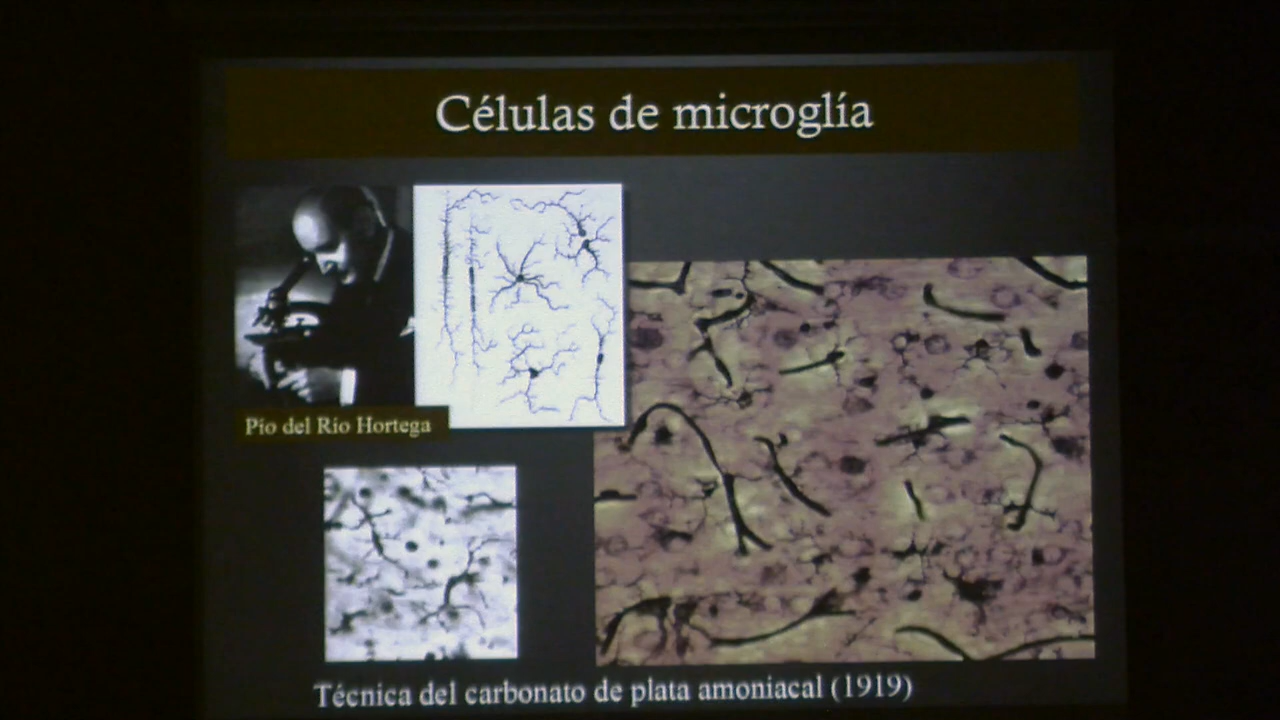 Células de microglía
Pío del Río Hortega
Técnica del carbonato de plata amoniacal (1919)